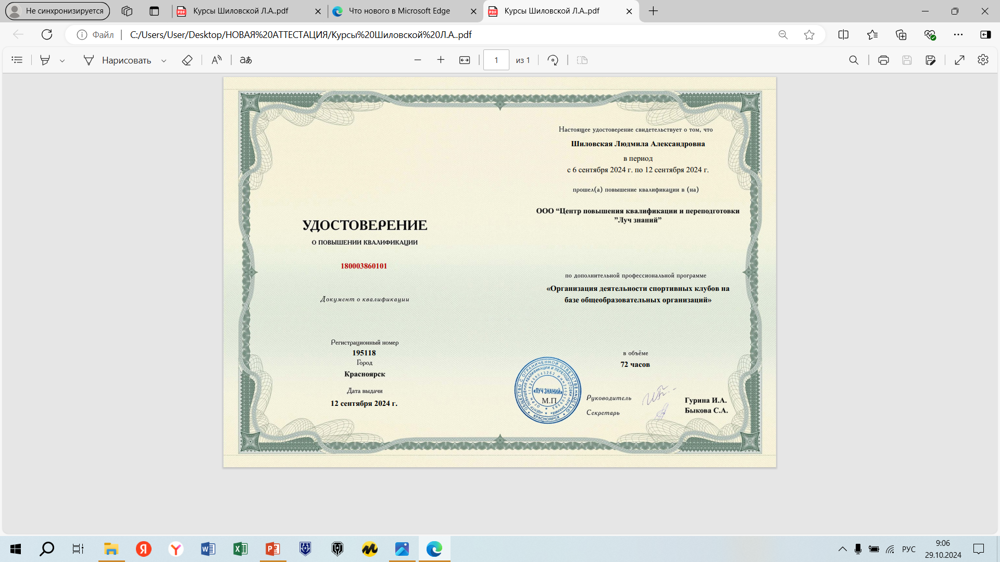 Не синхронизируется
Курсы Шиловской Л.А..pdf
Что нового в Microsoft Edge
Курсы Шиловской Л.А..pdf
Файл
C:/Users/User/Desktop/НОВАЯ%20АТТЕСТАЦИЯ/Курсы%20Шиловской%20Л.А..pdf
Нарисовать
1
из 1
УДОСТОВЕРЕНИЕ
О ПОВЫШЕНИИ КВАЛИФИКАЦИИ
180003860101
Документ о квалификации
Регистрационный номер
195118
Город
Красноярск
Дата выдачи
12 сентября 2024 г.
Настоящее удостоверение свидетельствует о том, что
Шиловская Людмила Александровна
в период
с 6 сентября 2024 г. по 12 сентября 2024 г.
прошел(а) повышение квалификации в (на)
ООО “Центр повышения квалификации и переподготовки
”Луч знаний”
по дополнительной профессиональной программе
«Организация деятельности спортивных клубов на
базе общеобразовательных организаций»
в объёме
72 часов
ОБЩЕСТВО С ОГРАНИЧЕННОЙ ОТВЕТСТВЕННОСТЬЮ
КРАСНОЯРСК
«ЛУЧ ЗНАНИЙ»
М.П
Руководитель
Гурина И.А.
Секретарь
Быкова С.А.
РУС
9:06
29.10.2024